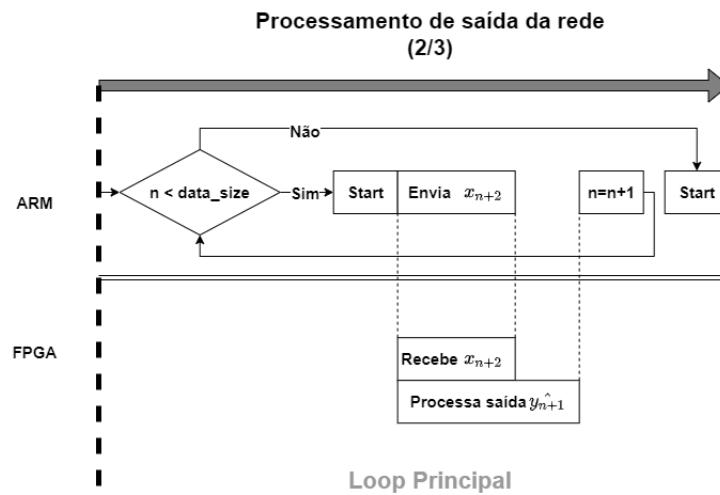 Processamento de saída da rede
(2/3)
Não
ARM
n < data_size
Sim
Start
Envia x_{n+2}
n=n+1
Start
FPGA
Recebe x_{n+2}
Processa saída ŷ_{n+1}
Loop Principal